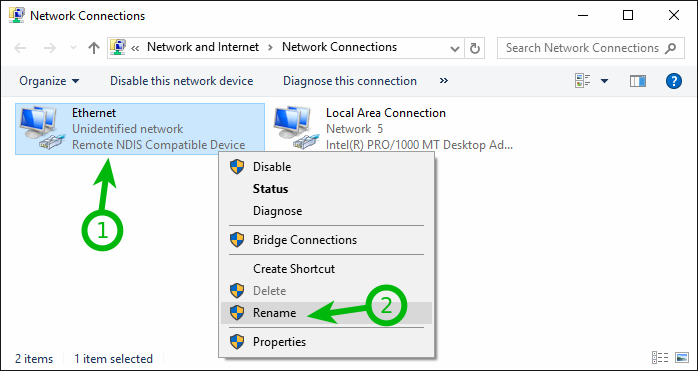 Network Connections
« Network and Internet › Network Connections
Search Network Connections
Organize Disable this network device Diagnose this connection »
Ethernet
Unidentified network
Remote NDIS Compatible Device
Local Area Connection
Network 5
Intel(R) PRO/1000 MT Desktop Ad...
1
Disable
Status
Diagnose
Bridge Connections
Create Shortcut
Delete
Rename
2
Properties
2 items 1 item selected